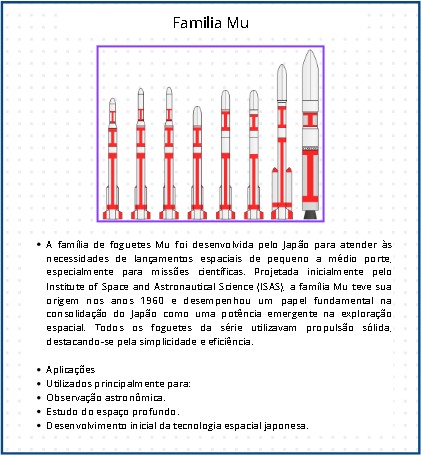 Familia Mu
• A família de foguetes Mu foi desenvolvida pelo Japão para atender às
necessidades de lançamentos espaciais de pequeno a médio porte,
especialmente para missões científicas. Projetada inicialmente pelo
Institute of Space and Astronautical Science (ISAS), a família Mu teve sua
origem nos anos 1960 e desempenhou um papel fundamental na
consolidação do Japão como uma potência emergente na exploração
espacial. Todos os foguetes da série utilizavam propulsão sólida,
destacando-se pela simplicidade e eficiência.
• Aplicações
• Utilizados principalmente para:
• Observação astronômica.
• Estudo do espaço profundo.
• Desenvolvimento inicial da tecnologia espacial japonesa.